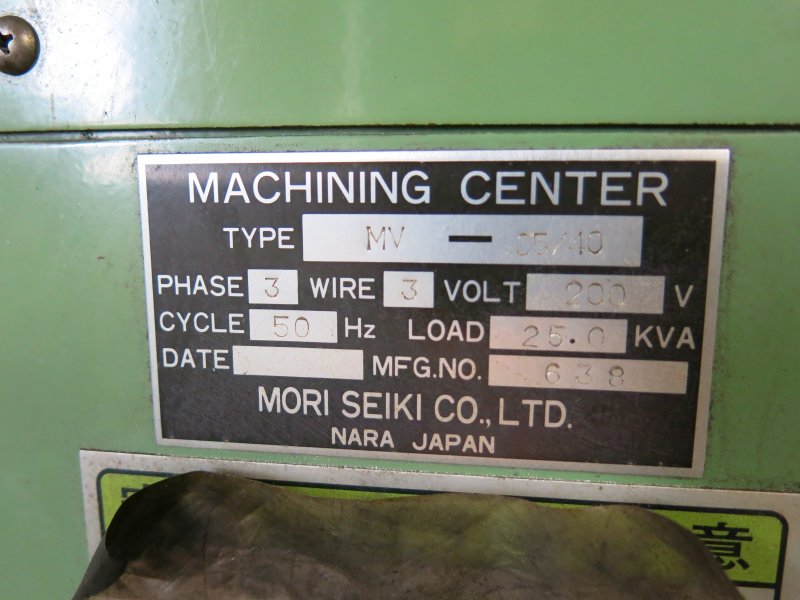 MACHINING CENTER
TYPE MV — 05/40
PHASE 3 WIRE 3 VOLT 200 V
CYCLE 50 Hz LOAD 25.0 KVA
DATE MFG.NO. 638
MORI SEIKI CO., LTD.
NARA JAPAN
意